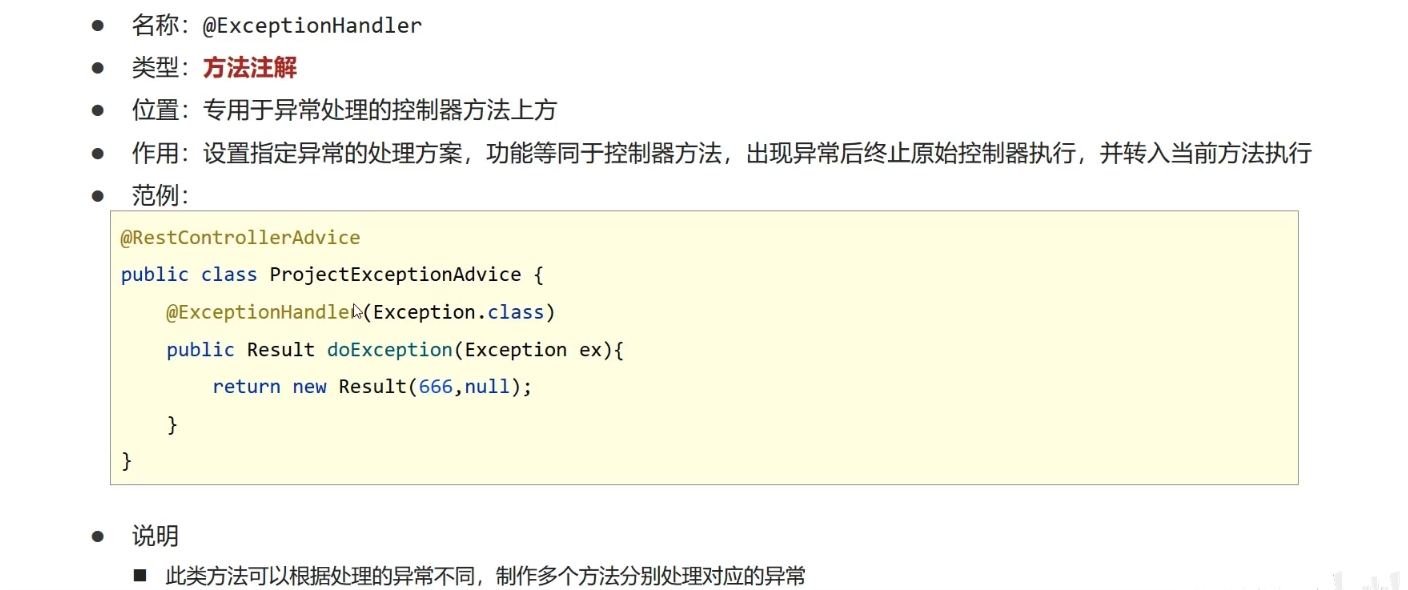 ● 名称：@ExceptionHandler
● 类型：方法注解
● 位置：专用于异常处理的控制器方法上方
● 作用：设置指定异常的处理方案，功能等同于控制器方法，出现异常后终止原始控制器执行，并转入当前方法执行
● 范例：
@RestControllerAdvice
public class ProjectExceptionAdvice {
@ExceptionHandler(Exception.class)
public Result doException(Exception ex){
return new Result(666,null);
}
}
● 说明
■ 此类方法可以根据处理的异常不同，制作多个方法分别处理对应的异常